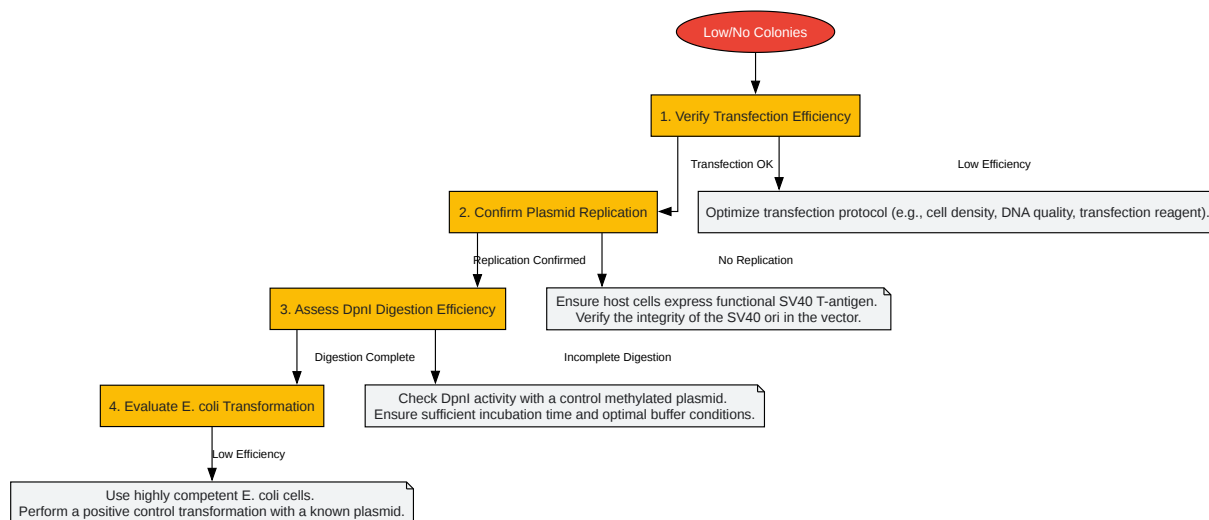 Low/No Colonies
1. Verify Transfection Efficiency
Transfection OK
Low Efficiency
2. Confirm Plasmid Replication
Optimize transfection protocol (e.g., cell density, DNA quality, transfection reagent).
Replication Confirmed
No Replication
3. Assess DpnI Digestion Efficiency
Ensure host cells express functional SV40 T-antigen.
Verify the integrity of the SV40 ori in the vector.
Digestion Complete
Incomplete Digestion
4. Evaluate E. coli Transformation
Check DpnI activity with a control methylated plasmid.
Ensure sufficient incubation time and optimal buffer conditions.
Low Efficiency
Use highly competent E. coli cells.
Perform a positive control transformation with a known plasmid.